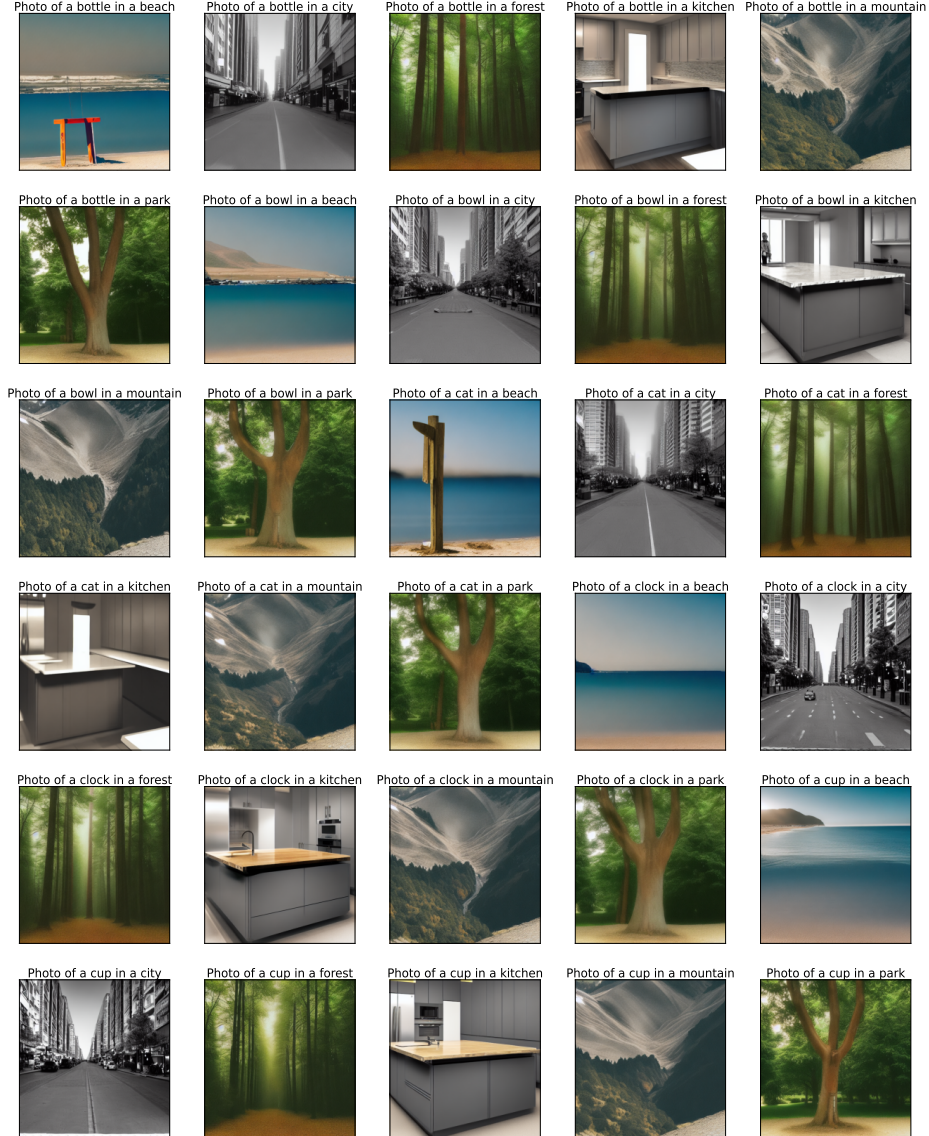 Photo of a bottle in a beach
Photo of a bottle in a city
Photo of a bottle in a forest
Photo of a bottle in a kitchen
Photo of a bottle in a mountain
Photo of a bottle in a park
Photo of a bowl in a beach
Photo of a bowl in a city
Photo of a bowl in a forest
Photo of a bowl in a kitchen
Photo of a bowl in a mountain
Photo of a bowl in a park
Photo of a cat in a beach
Photo of a cat in a city
Photo of a cat in a forest
Photo of a cat in a kitchen
Photo of a cat in a mountain
Photo of a cat in a park
Photo of a clock in a beach
Photo of a clock in a city
Photo of a clock in a forest
Photo of a clock in a kitchen
Photo of a clock in a mountain
Photo of a clock in a park
Photo of a cup in a beach
Photo of a cup in a city
Photo of a cup in a forest
Photo of a cup in a kitchen
Photo of a cup in a mountain
Photo of a cup in a park